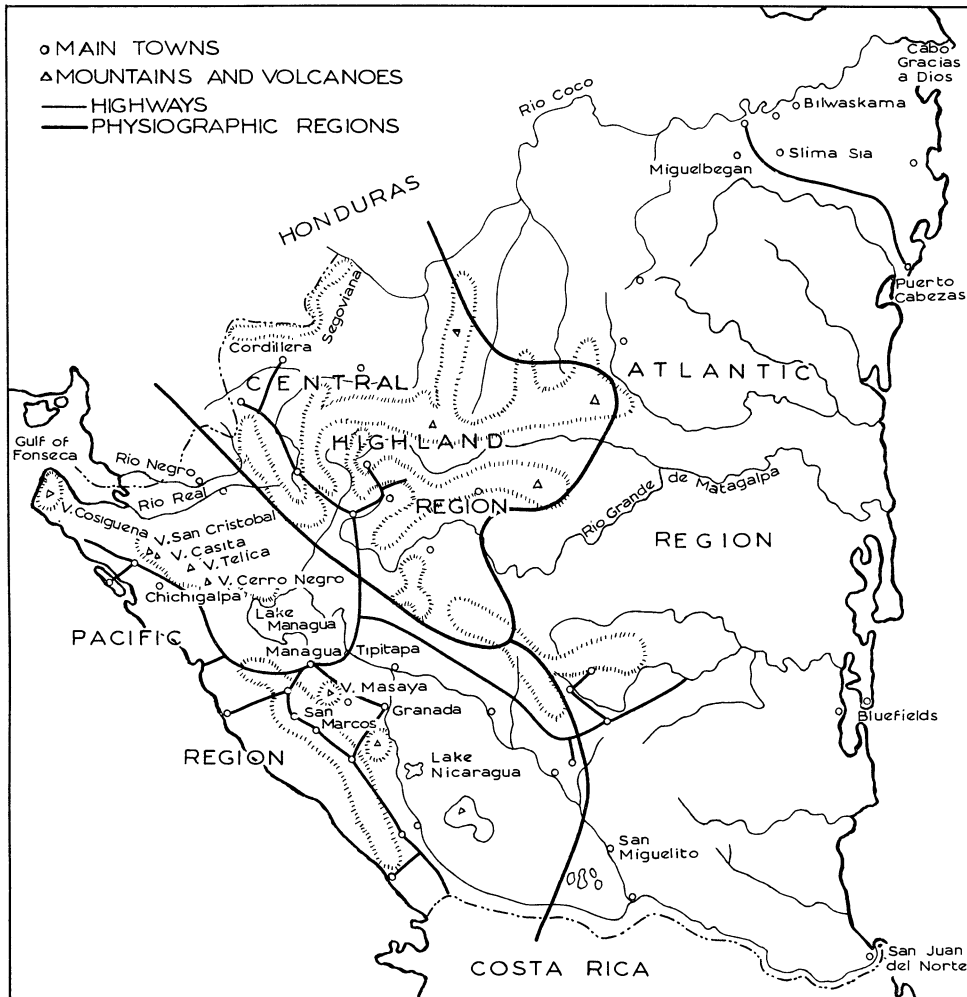 MAIN TOWNS
MOUNTAINS AND VOLCANOES
HIGHWAYS
PHYSIOGRAPHIC REGIONS
Cabo
Gracias
a Dios
Rio Coco
Bilwaskama
Slima Sia
Miguelbegan
HONDURAS
Puerto
Cabezas
Segoviana
Cordillera
CENTRAL
ATLANTIC
HIGHLAND
Gulf of
Fonseca
Rio Negro
Rio Real
REGION
Rio Grande de Matagalpa
V. Cosiguena
V. San Cristobal
V. Casita
V. Telica
V. Cerro Negro
REGION
Chichigalpa
Lake
Managua
PACIFIC
Managua
Tipitapa
V. Masaya
San
Marcos
Granada
Bluefields
REGION
Lake
Nicaragua
San
Miguelito
COSTA RICA
San Juan
del Norte